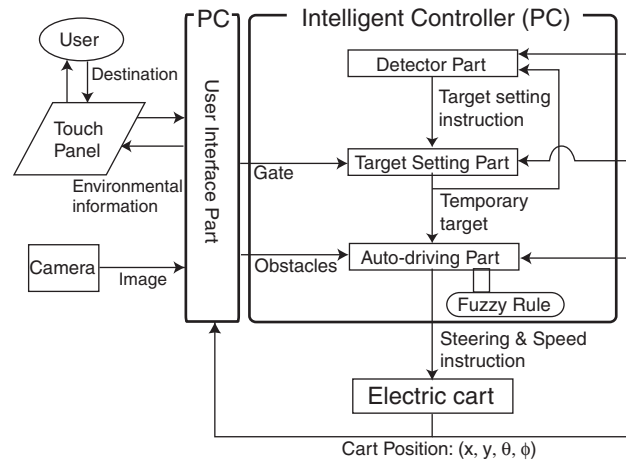 PC
Intelligent Controller (PC)
User
Destination
Touch
Panel
Environmental
information
Camera
Image
User Interface Part
Gate
Obstacles
Detector Part
Target setting
instruction
Target Setting Part
Temporary
target
Auto-driving Part
Fuzzy Rule
Steering & Speed
instruction
Electric cart
Cart Position: (x, y, θ, ϕ)